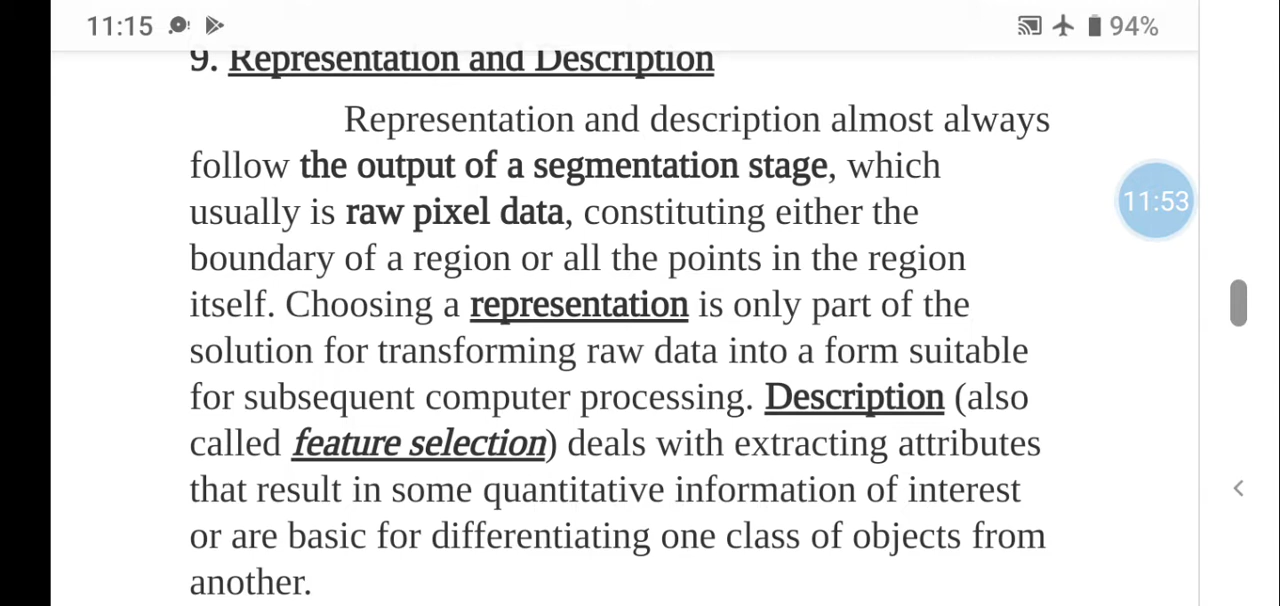 11:15 94%
9. Representation and Description
Representation and description almost always
follow the output of a segmentation stage, which
11:53
usually is raw pixel data, constituting either the
boundary of a region or all the points in the region
itself. Choosing a representation is only part of the
solution for transforming raw data into a form suitable
for subsequent computer processing. Description (also
called feature selection) deals with extracting attributes
that result in some quantitative information of interest
or are basic for differentiating one class of objects from
another.